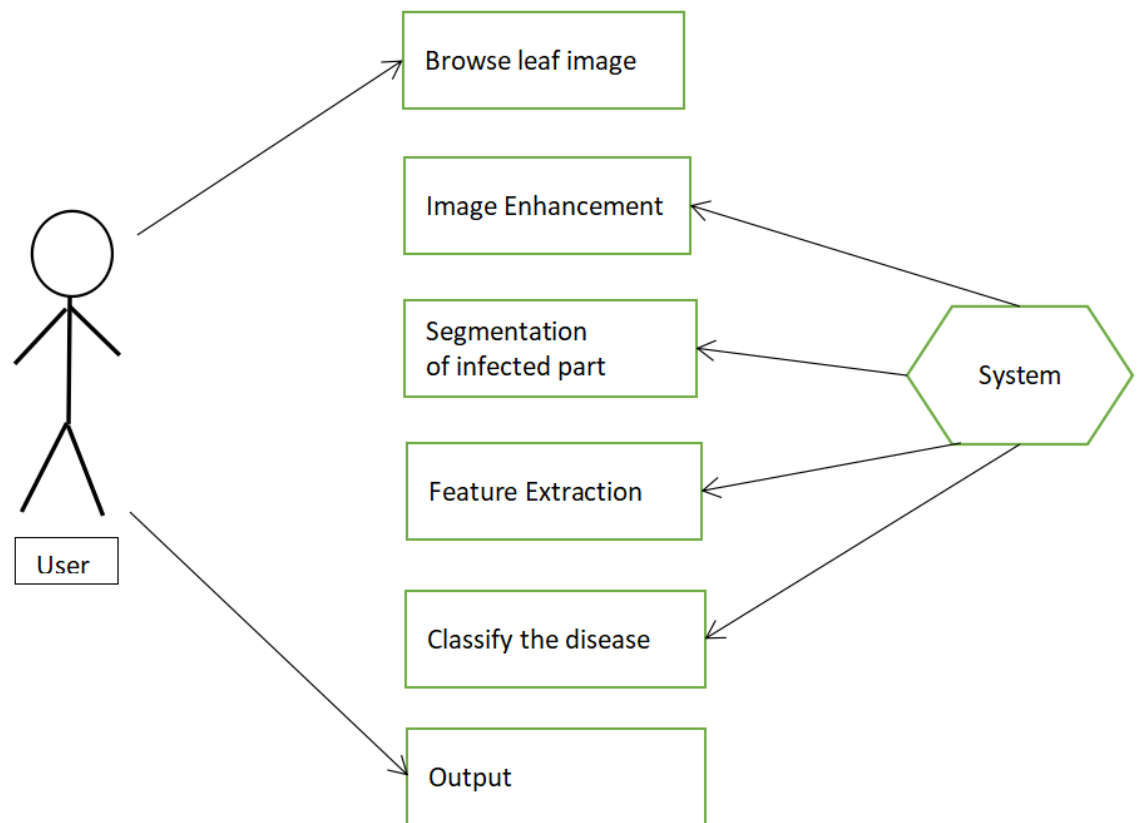 Browse leaf image
Image Enhancement
Segmentation
of infected part
System
Feature Extraction
User
Classify the disease
Output